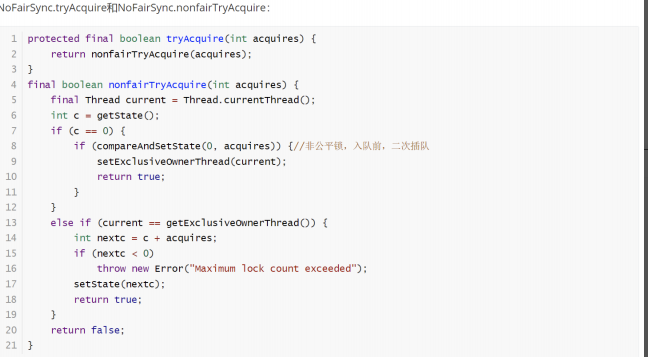 NoFairSync.tryAcquire和NoFairSync.nonfairTryAcquire：
1 protected final boolean tryAcquire(int acquires) {
2     return nonfairTryAcquire(acquires);
3 }
4 final boolean nonfairTryAcquire(int acquires) {
5     final Thread current = Thread.currentThread();
6     int c = getState();
7     if (c == 0) {
8         if (compareAndSetState(0, acquires)) {//非公平锁，入队前，二次插队
9             setExclusiveOwnerThread(current);
10             return true;
11         }
12     }
13     else if (current == getExclusiveOwnerThread()) {
14         int nextc = c + acquires;
15         if (nextc < 0)
16             throw new Error("Maximum lock count exceeded");
17         setState(nextc);
18         return true;
19     }
20     return false;
21 }